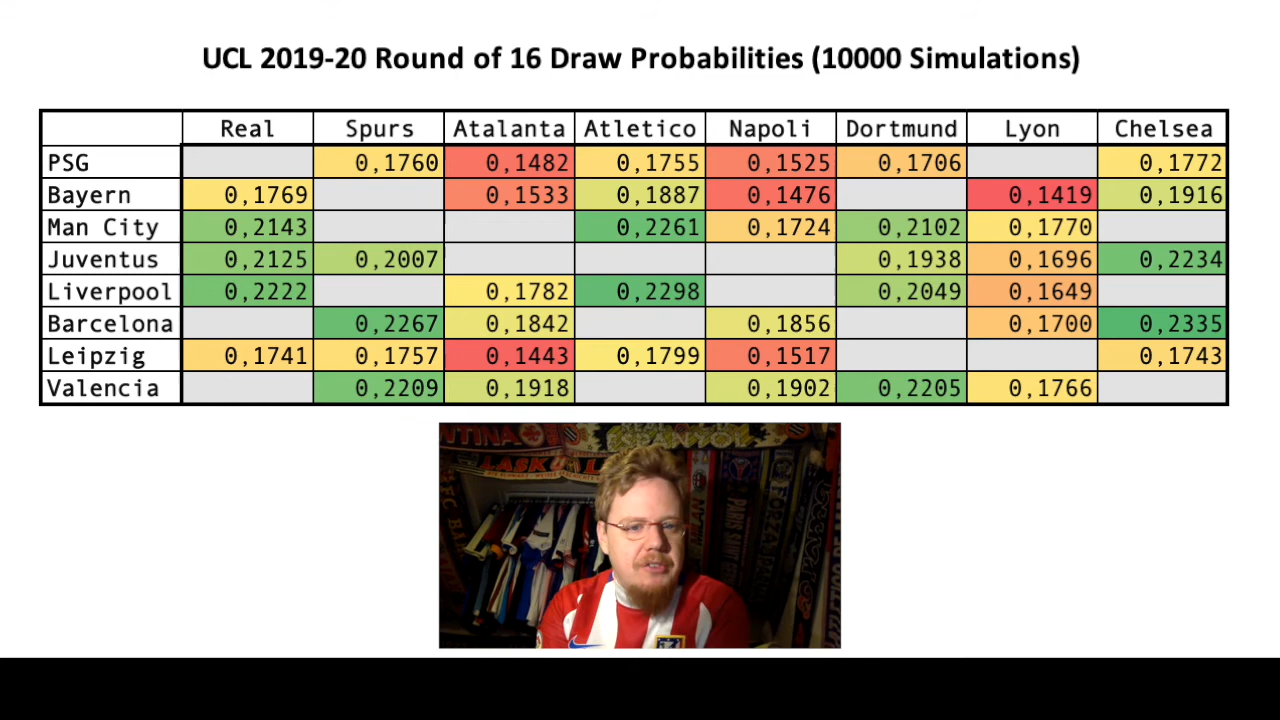 UCL 2019-20 Round of 16 Draw Probabilities (10000 Simulations)
Real Spurs Atalanta Atletico Napoli Dortmund Lyon Chelsea
PSG 0,1760 0,1482 0,1755 0,1525 0,1706 0,1772
Bayern 0,1769 0,1533 0,1887 0,1476 0,1419 0,1916
Man City 0,2143 0,2261 0,1724 0,2102 0,1770
Juventus 0,2125 0,2007 0,1938 0,1696 0,2234
Liverpool 0,2222 0,1782 0,2298 0,2049 0,1649
Barcelona 0,2267 0,1842 0,1856 0,1700 0,2335
Leipzig 0,1741 0,1757 0,1443 0,1799 0,1517 0,1743
Valencia 0,2209 0,1918 0,1902 0,2205 0,1766
ESPANYOL
LASK
PARIS SAINT
FORZA